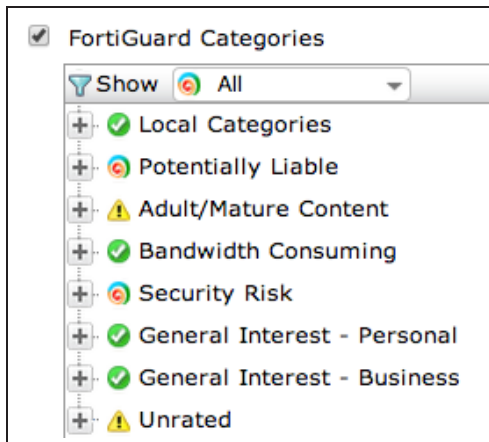 FortiGuard Categories
Show All
Local Categories
Potentially Liable
Adult/Mature Content
Bandwidth Consuming
Security Risk
General Interest - Personal
General Interest - Business
Unrated